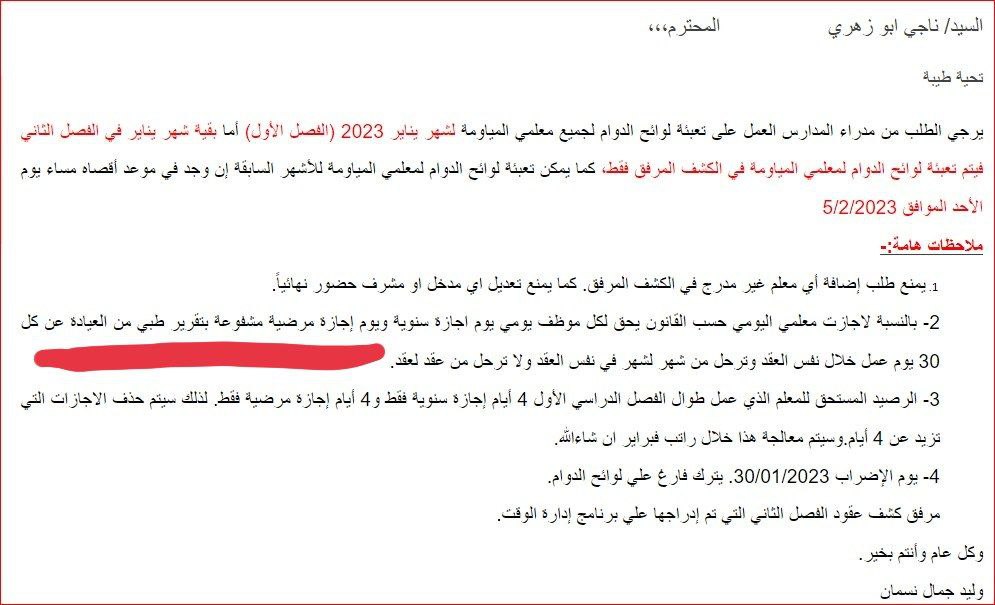 السيد/ ناجي ابو زهري المحترم،،،
تحية طيبة
يرجي الطلب من مدراء المدارس العمل على تعبئة لوائح الدوام لجميع معلمي المياومة لشهر يناير 2023 (الفصل الأول) أما بقية شهر يناير في الفصل الثاني
فيتم تعبئة لوائح الدوام لمعلمي المياومة في الكشف المرفق فقط، كما يمكن تعبئة لوائح الدوام لمعلمي المياومة للأشهر السابقة إن وجد في موعد أقصاه مساء يوم
الأحد الموافق 5/2/2023
ملاحظات هامة:-
1. يمنع طلب إضافة أي معلم غير مدرج في الكشف المرفق. كما يمنع تعديل اي مدخل او مشرف حضور نهائياً.
2- بالنسبة لاجازت معلمي اليومي حسب القانون يحق لكل موظف يومي يوم اجازة سنوية ويوم إجازة مرضية مشفوعة بتقرير طبي من العيادة عن كل
30 يوم عمل خلال نفس العقد وترحل من شهر لشهر في نفس العقد ولا ترحل من عقد لعقد.
3- الرصيد المستحق للمعلم الذي عمل طوال الفصل الدراسي الأول 4 أيام إجازة سنوية فقط و4 أيام إجازة مرضية فقط. لذلك سيتم حذف الاجازات التي
تزيد عن 4 أيام.وسيتم معالجة هذا خلال راتب فبراير ان شاءالله.
4- يوم الإضراب 30/01/2023. يترك فارغ علي لوائح الدوام.
مرفق كشف عقود الفصل الثاني التي تم إدراجها علي برنامج إدارة الوقت.
وكل عام وأنتم بخير.
وليد جمال نسمان